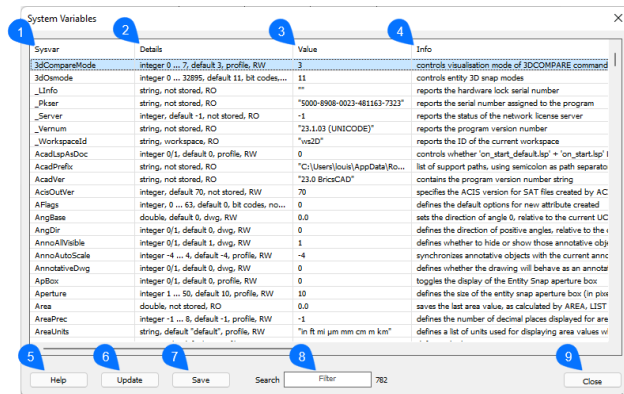 System Variables
1 2 3 4
Sysvar Details Value Info
3dCompareMode integer 0 ... 7, default 3, profile, RW 3 controls visualisation mode of 3DCOMPARE command
3dOsmode integer 0 ... 32895, default 11, bit codes,... 11 controls entity 3D snap modes
_LInfo string, not stored, RO "" reports the hardware lock serial number
_Pkser string, not stored, RO "5000-8908-0023-481163-7323" reports the serial number assigned to the program
_Server integer, default -1, not stored, RO -1 reports the status of the network license server
_Vernum string, not stored, RO "23.1.03 (UNICODE)" reports the program version number
_WorkspaceId string, workspace, RO "ws2D" reports the ID of the current workspace
AcadLspAsDoc integer 0/1, default 0, profile, RW 0 controls whether 'on_start_default.lsp' + 'on_start.lsp'
AcadPrefix string, not stored, RO "C:\Users\louis\AppData\Ro... list of support paths, using semicolon as path separato
AcadVer string, not stored, RO "23.0 BricsCAD" contains the program version number string
AcisOutVer integer, default 70, not stored, RW 70 specifies the ACIS version for SAT files created by AC
AFlags integer, 0 ... 63, default 0, bit codes, no... 0 defines the default options for new attribute created
AngBase double, default 0, dwg, RW 0.0 sets the direction of angle 0, relative to the current UC
AngDir integer 0/1, default 0, dwg, RW 0 defines the direction of positive angles, relative to the
AnnoAllVisible integer 0/1, default 1, dwg, RW 1 defines whether to hide or show those annotative obj
AnnoAutoScale integer -4 ... 4, default -4, profile, RW -4 synchronizes annotative objects with the current anno
AnnotativeDwg integer 0/1, default 0, dwg, RW 0 defines whether the drawing will behave as an annotat
ApBox integer 0/1, default 0, profile, RW 0 toggles the display of the Entity Snap aperture box
Aperture integer 1 ... 50, default 10, profile, RW 10 defines the size of the entity snap aperture box (in pixe
Area double, not stored, RO 0.0 saves the last area value, as calculated by AREA, LIST
AreaPrec integer -1 ... 8, default -1, profile, RW -1 defines the number of decimal places displayed for are
AreaUnits string, default "default", profile, RW "in ft mi µm mm cm m km" defines a list of units used for displaying area values w
5 6 7 8 9
Help Update Save Search Filter 782 Close